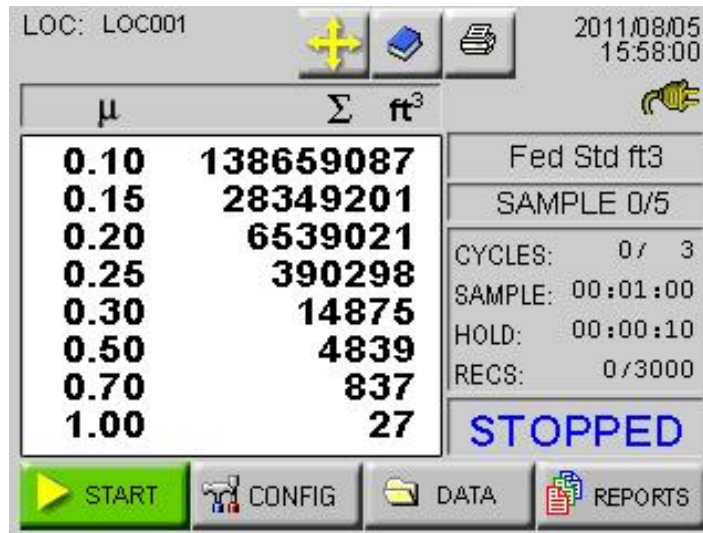 LOC: LOC001
2011/08/05
15:58:00
µ Σ ft³
0.10 138659087
0.15 28349201
0.20 6539021
0.25 390298
0.30 14875
0.50 4839
0.70 837
1.00 27
Fed Std ft3
SAMPLE 0/5
CYCLES: 0/ 3
SAMPLE: 00:01:00
HOLD: 00:00:10
RECS: 0/3000
STOPPED
START CONFIG DATA REPORTS